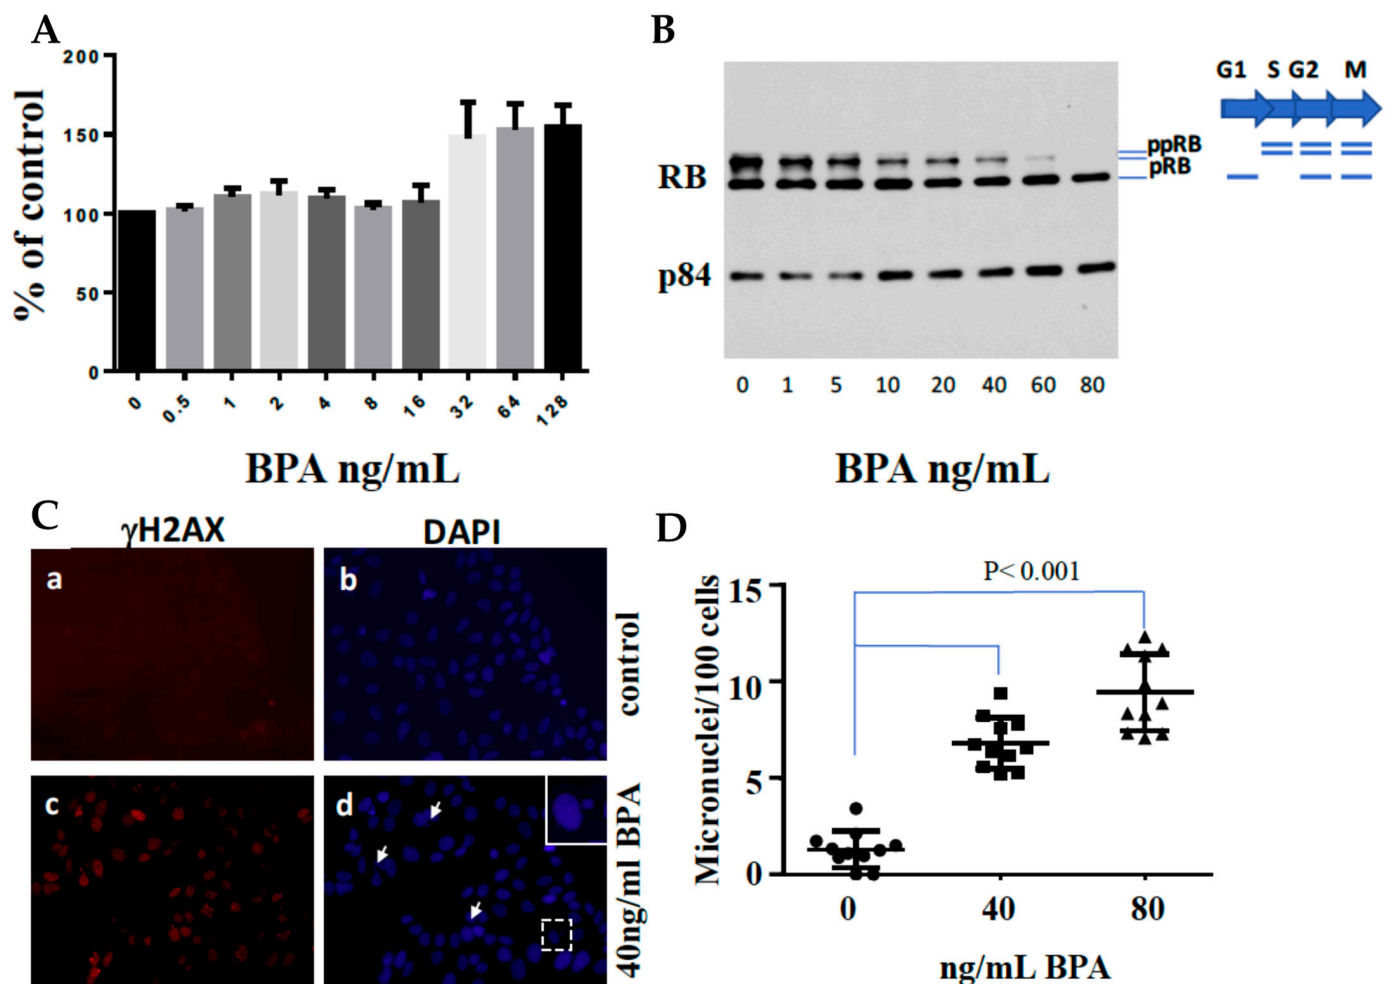 A
% of control
200
150
100
50
0
0 0.5 1 2 4 8 16 32 64 128
BPA ng/mL
B
RB
p84
ppRB
pRB
G1 S G2 M
0 1 5 10 20 40 60 80
BPA ng/mL
C
γH2AX DAPI
a b
control
c d
40ng/ml BPA
D
P< 0.001
Micronuclei/100 cells
15
10
5
0
0 40 80
ng/mL BPA